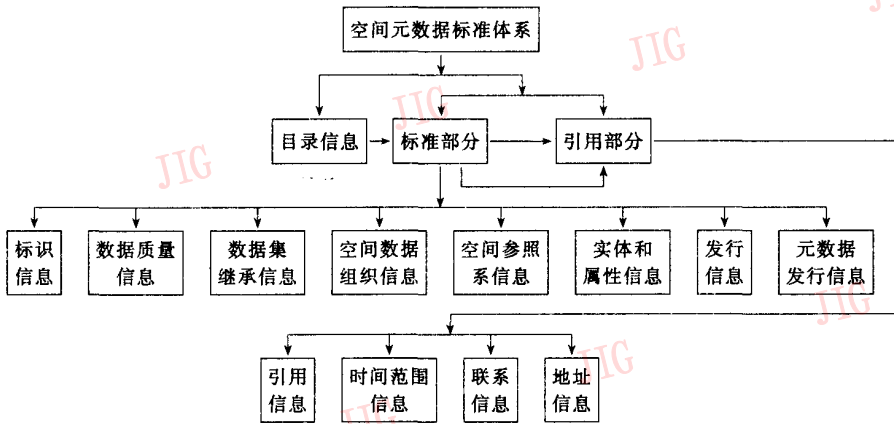 空间元数据标准体系
JIG
JIG
目录信息
标准部分
引用部分
JIG
标识
信息
数据质量
信息
数据集
继承信息
空间数据
组织信息
空间参照
系信息
实体和
属性信息
发行
信息
元数据
发行信息
JIG
引用
信息
时间范围
信息
联系
信息
地址
信息
JIG
JIG